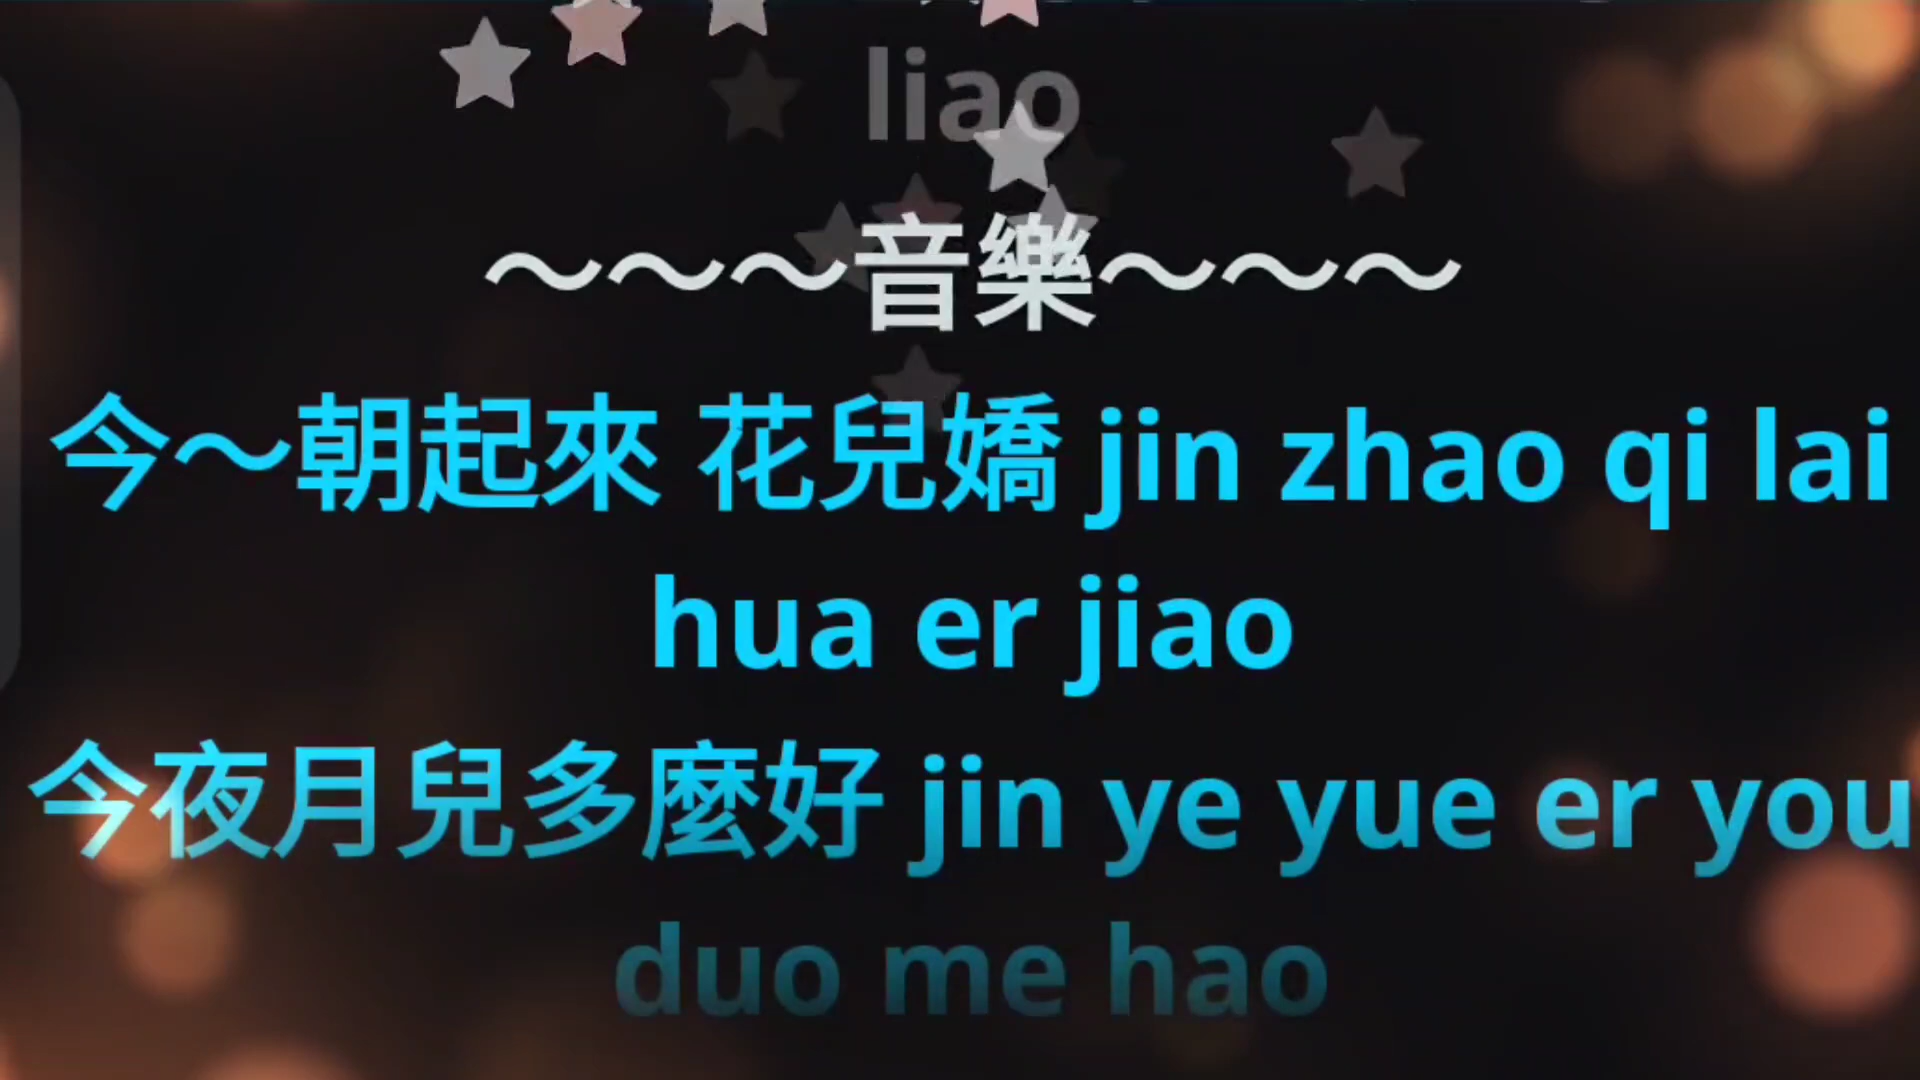 liao
～～～音樂～～～
今～朝起來 花兒嬌 jin zhao qi lai
hua er jiao
今夜月兒多麼好 jin ye yue er you
duo me hao